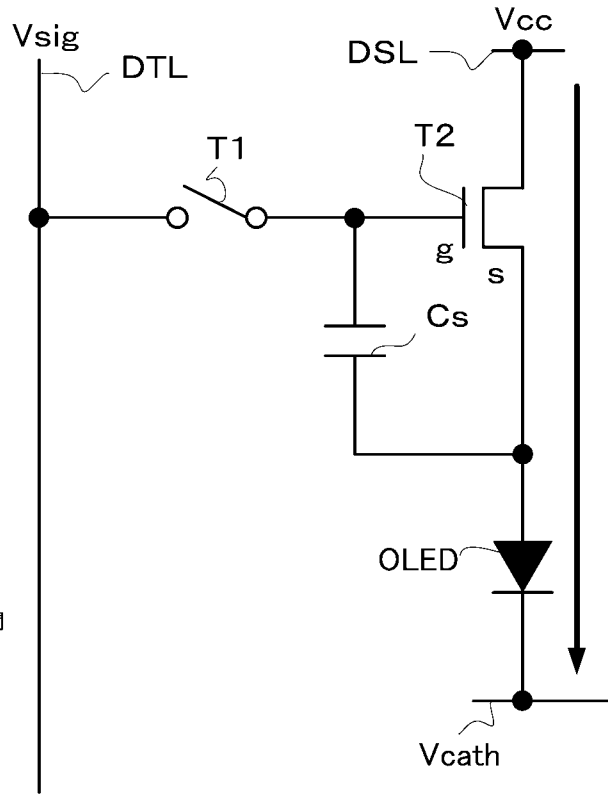 Vsig
Vcc
DTL
DSL
T1
T2
g
s
Cs
OLED
Vcath